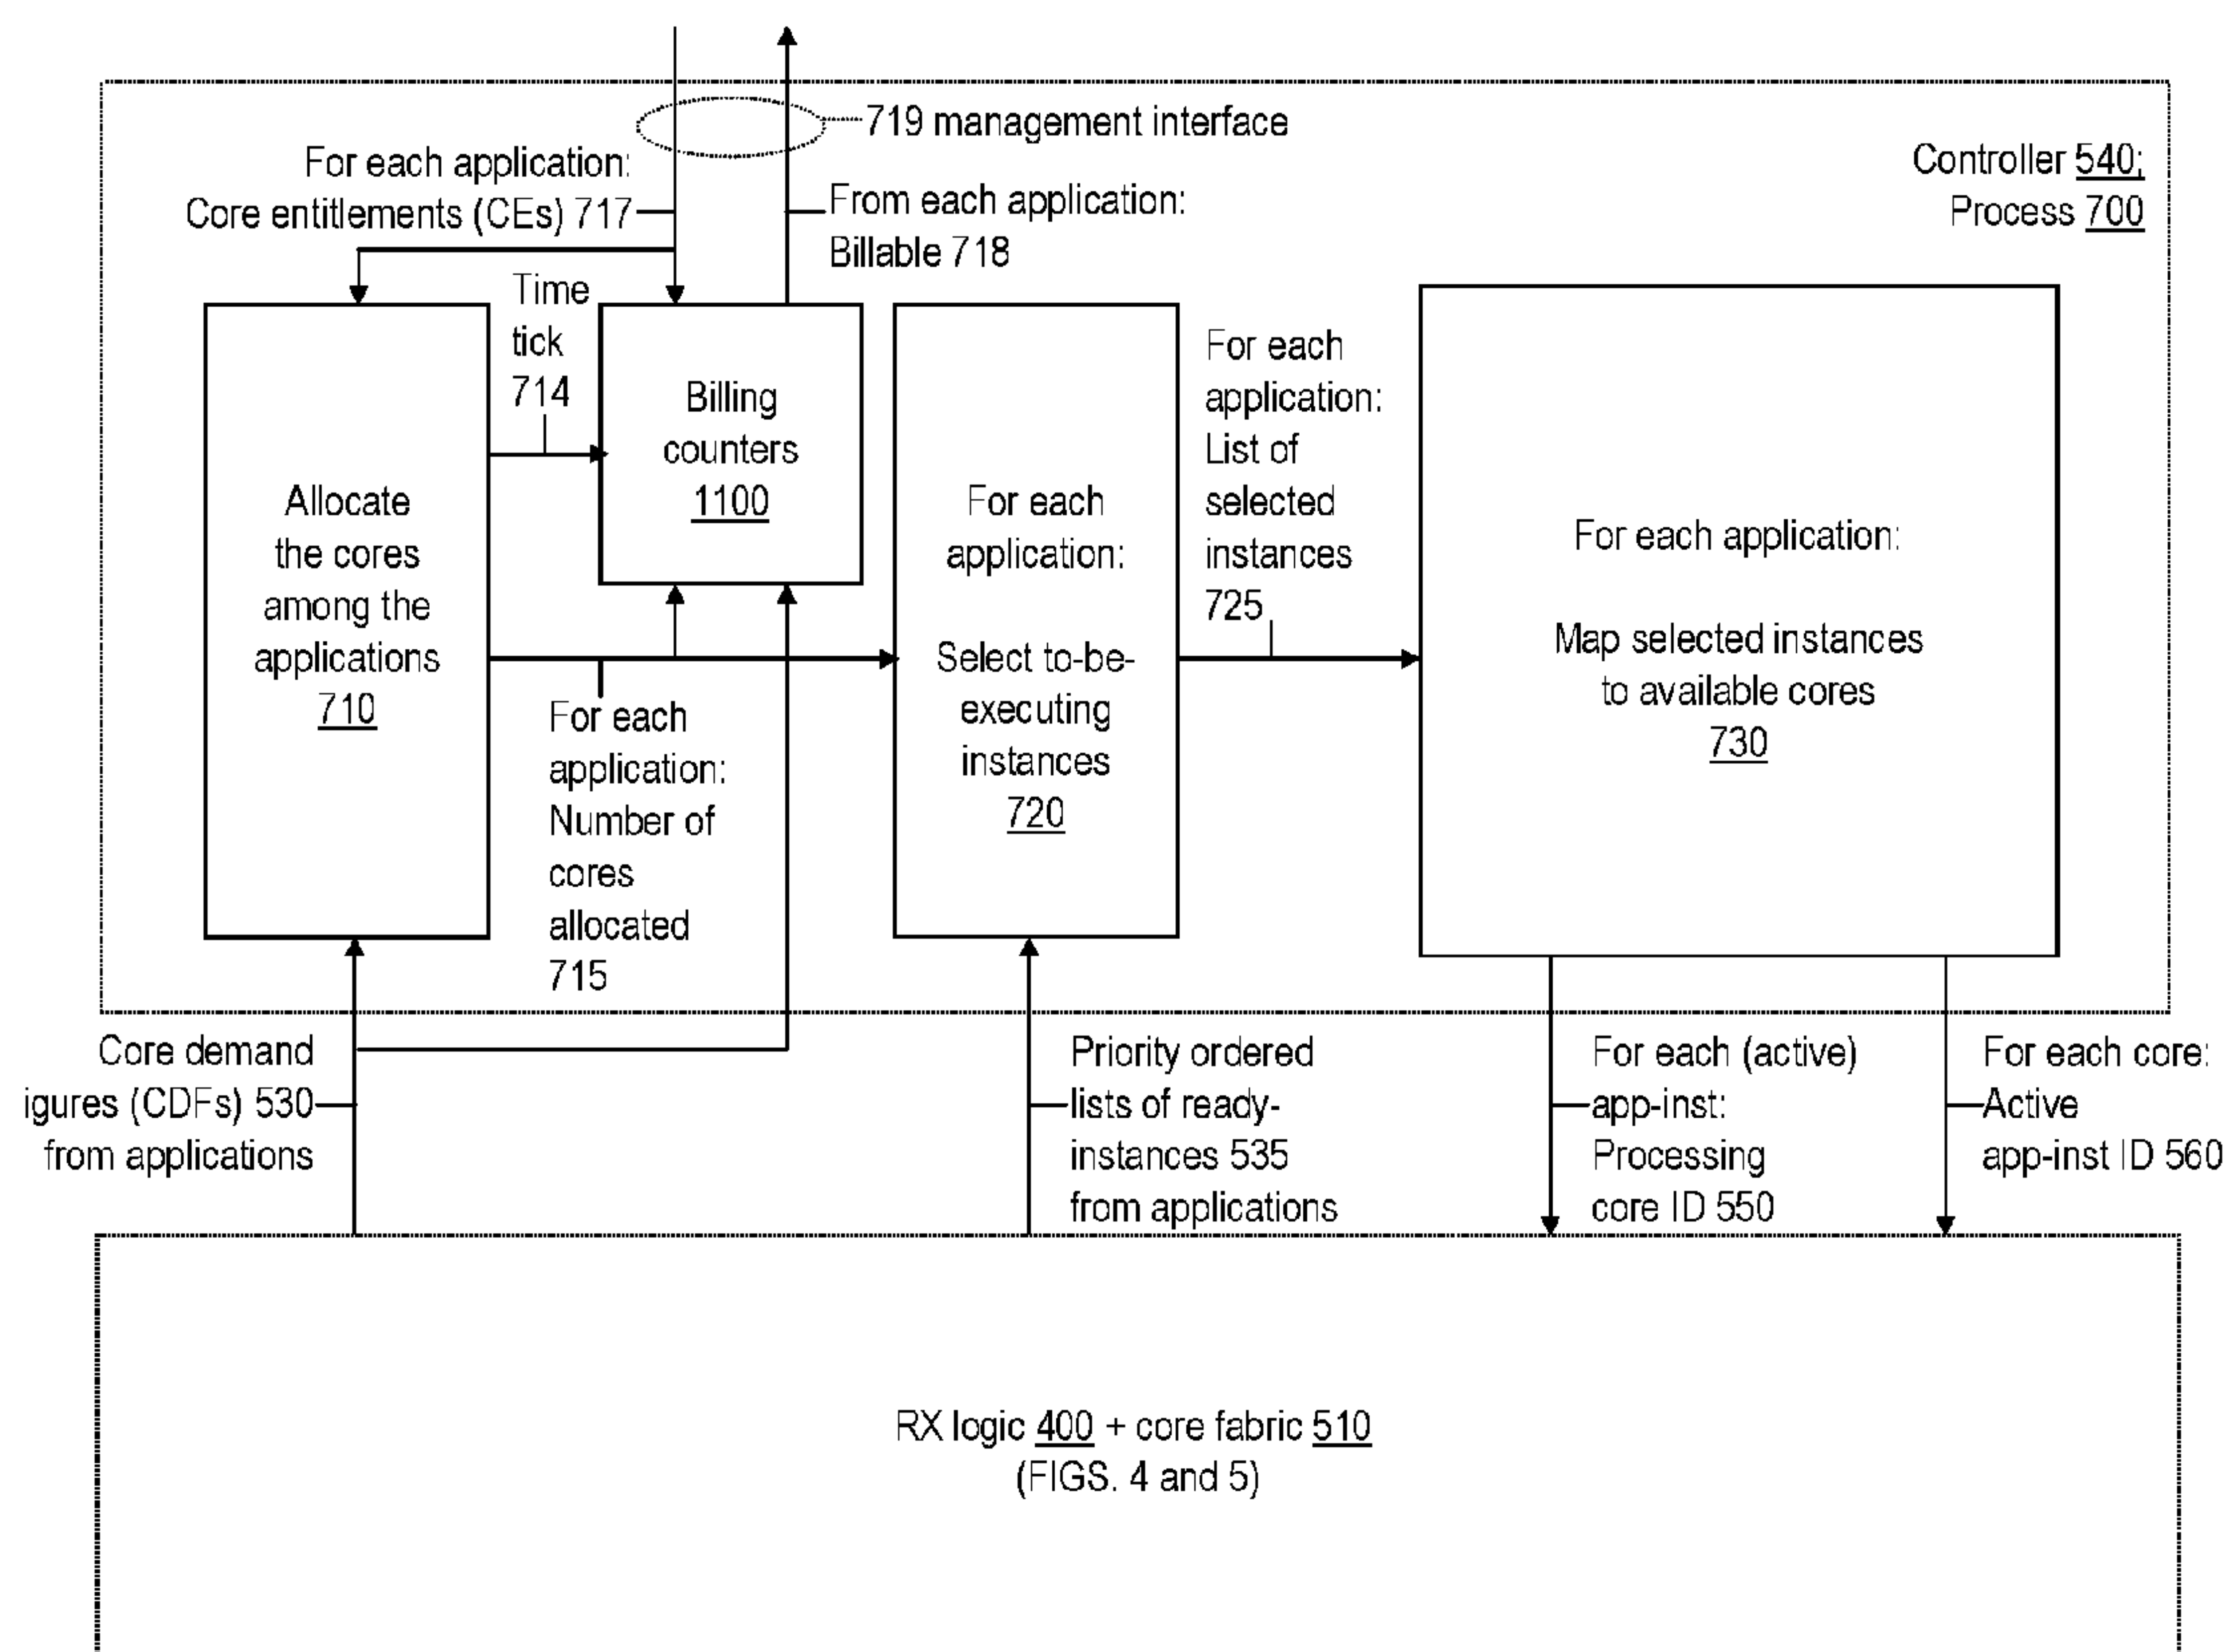 719 management interface
For each application:
Core entitlements (CEs) 717
From each application:
Billable 718
Controller 540;
Process 700
Time
tick
714
Allocate
the cores
among the
applications
710
Billing
counters
1100
For each
application:
Number of
cores
allocated
715
For each
application:
Select to-be-
executing
instances
720
For each
application:
List of
selected
instances
725
For each application:
Map selected instances
to available cores
730
Core demand
igures (CDFs) 530
from applications
Priority ordered
lists of ready-
instances 535
from applications
For each (active)
app-inst:
Processing
core ID 550
For each core:
Active
app-inst ID 560
RX logic 400 + core fabric 510
(FIGS. 4 and 5)